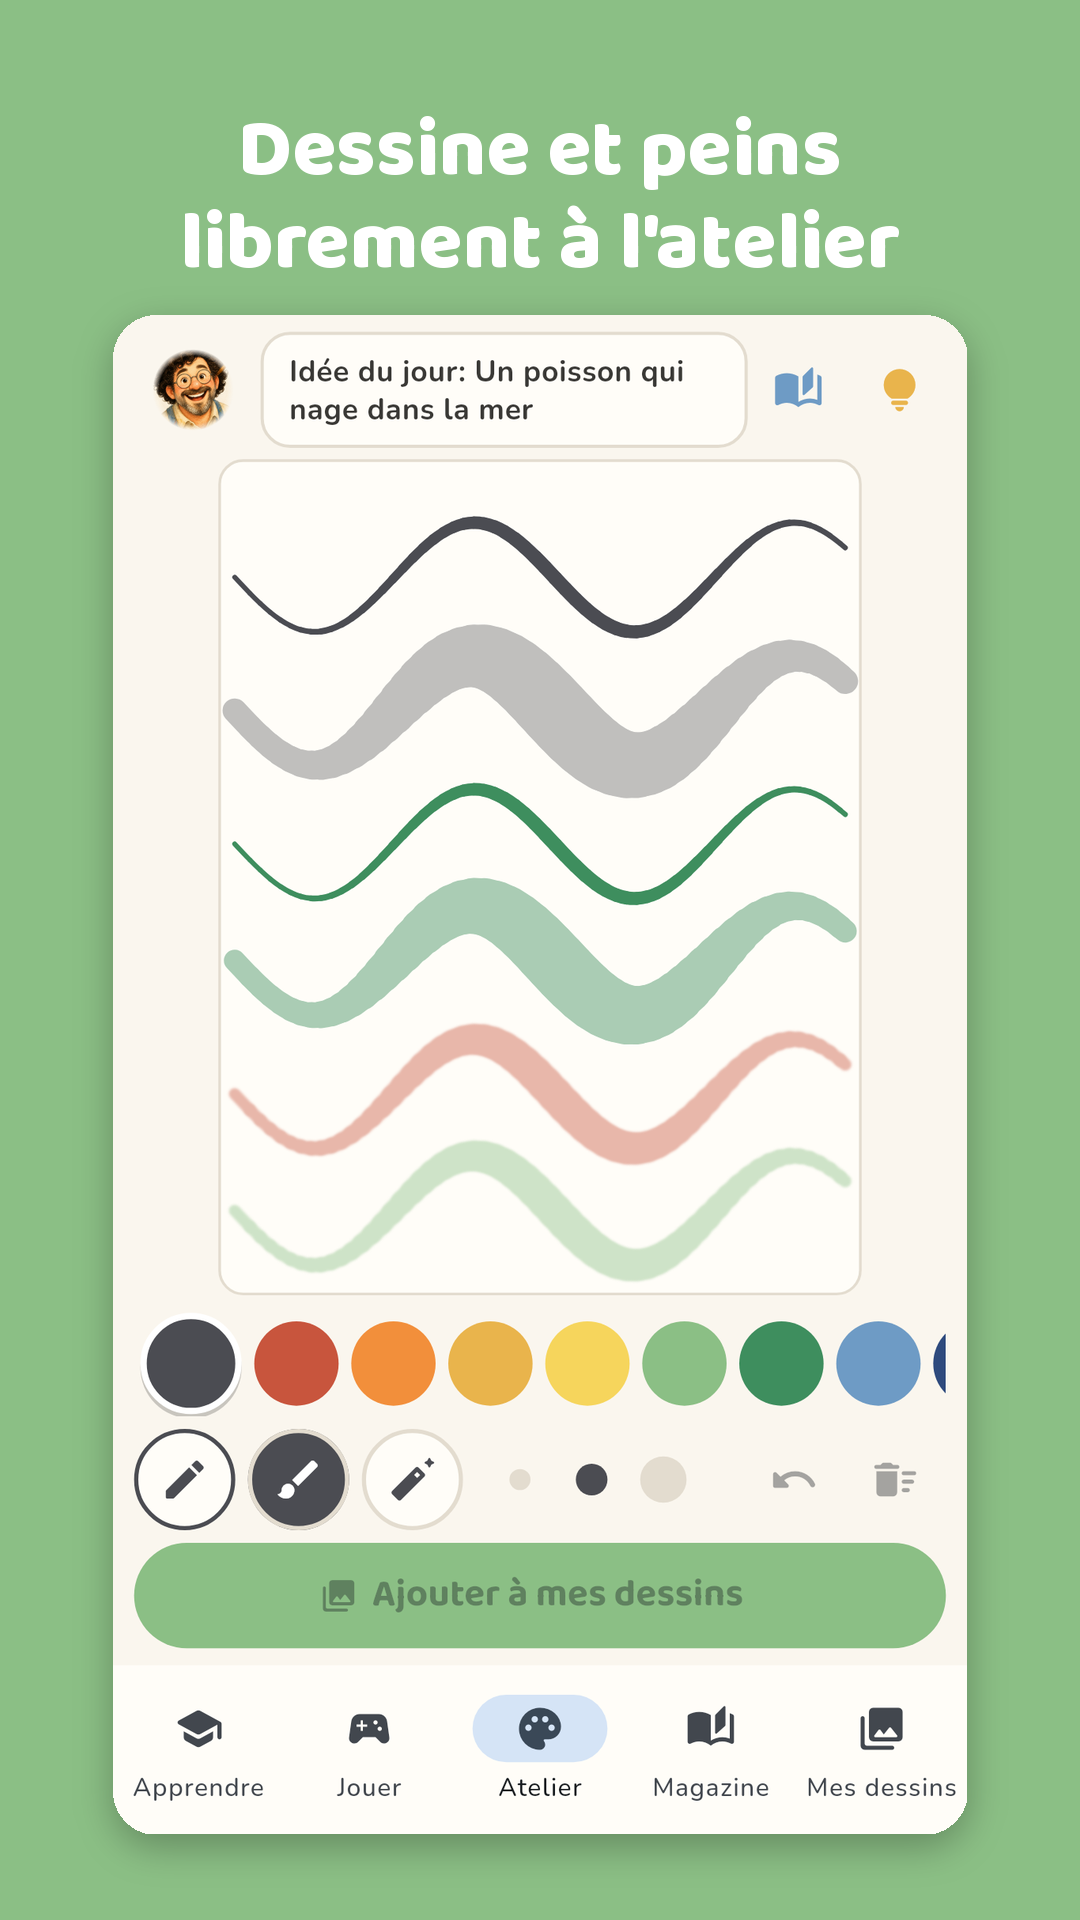 Dessine et peins
librement à l'atelier
Idée du jour: Un poisson qui
nage dans la mer
Ajouter à mes dessins
Apprendre
Jouer
Atelier
Magazine
Mes dessins